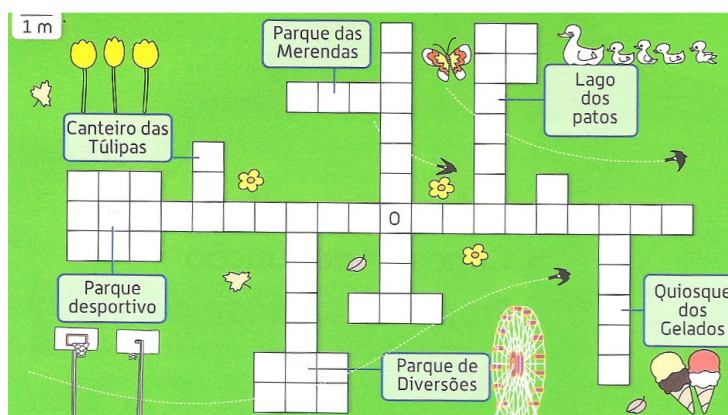 1 m
Parque das
Merendas
Lago
dos
patos
Canteiro das
Túlipas
O
Parque
desportivo
Quiosque
dos
Gelados
Parque de
Diversões